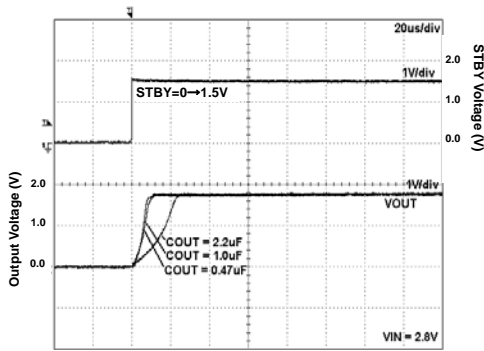 20us/div
2.0
1V/div
STBY=0→1.5V
1.0
0.0
STBY Voltage (V)
1V/div
2.0
VOUT
1.0
COUT = 2.2uF
COUT = 1.0uF
0.0
COUT = 0.47uF
Output Voltage (V)
VIN = 2.8V